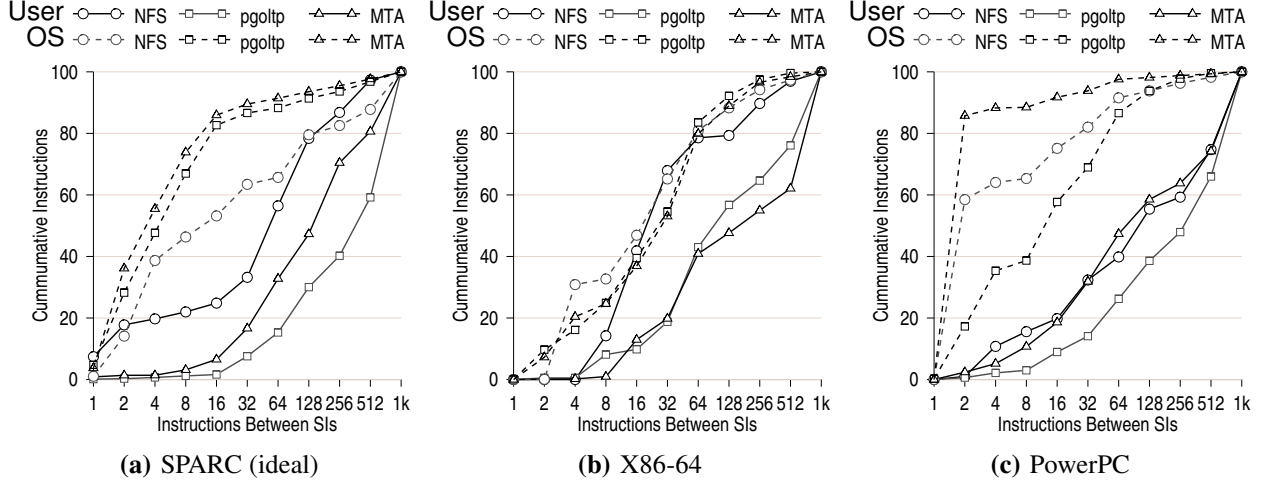 User NFS pgoltp MTA
OS NFS pgoltp MTA
Cummumative Instructions
100
80
60
40
20
0
1 2 4 8 16 32 64 128 256 512 1k
Instructions Between SIs
(a) SPARC (ideal)
User NFS pgoltp MTA
OS NFS pgoltp MTA
Cummumative Instructions
100
80
60
40
20
0
1 2 4 8 16 32 64 128 256 512 1k
Instructions Between SIs
(b) X86-64
User NFS pgoltp MTA
OS NFS pgoltp MTA
Cummumative Instructions
100
80
60
40
20
0
1 2 4 8 16 32 64 128 256 512 1k
Instructions Between SIs
(c) PowerPC